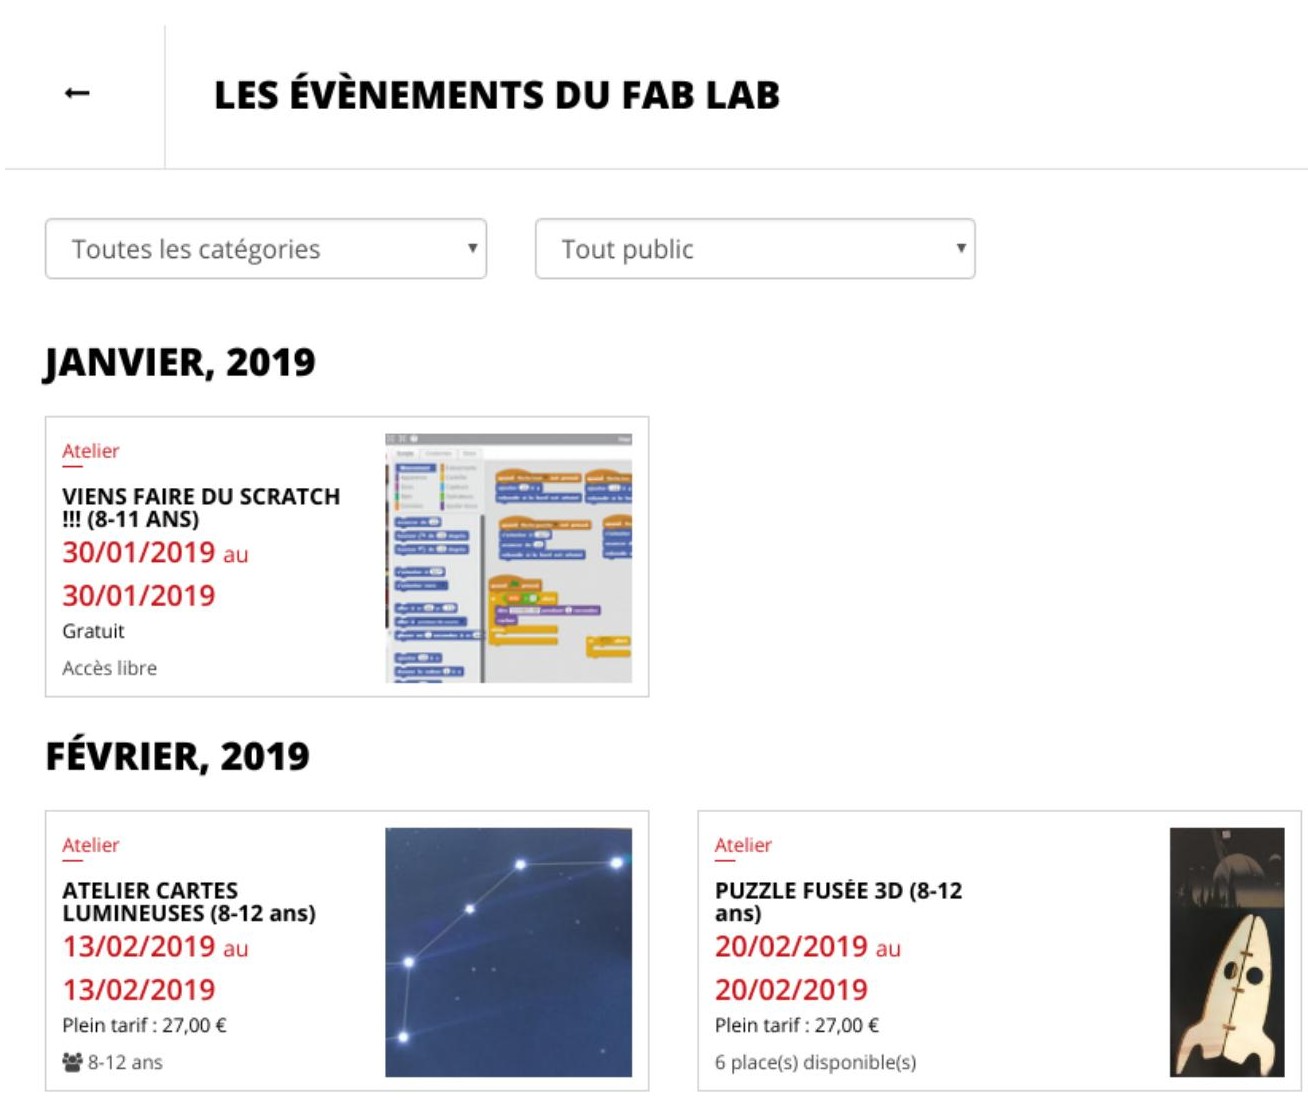 LES ÉVÈNEMENTS DU FAB LAB
Toutes les catégories
Tout public
JANVIER, 2019
Atelier
VIENS FAIRE DU SCRATCH
!!! (8-11 ANS)
30/01/2019 au
30/01/2019
Gratuit
Accès libre
FÉVRIER, 2019
Atelier
ATELIER CARTES
LUMINEUSES (8-12 ans)
13/02/2019 au
13/02/2019
Plein tarif : 27,00 €
8-12 ans
Atelier
PUZZLE FUSÉE 3D (8-12
ans)
20/02/2019 au
20/02/2019
Plein tarif : 27,00 €
6 place(s) disponible(s)